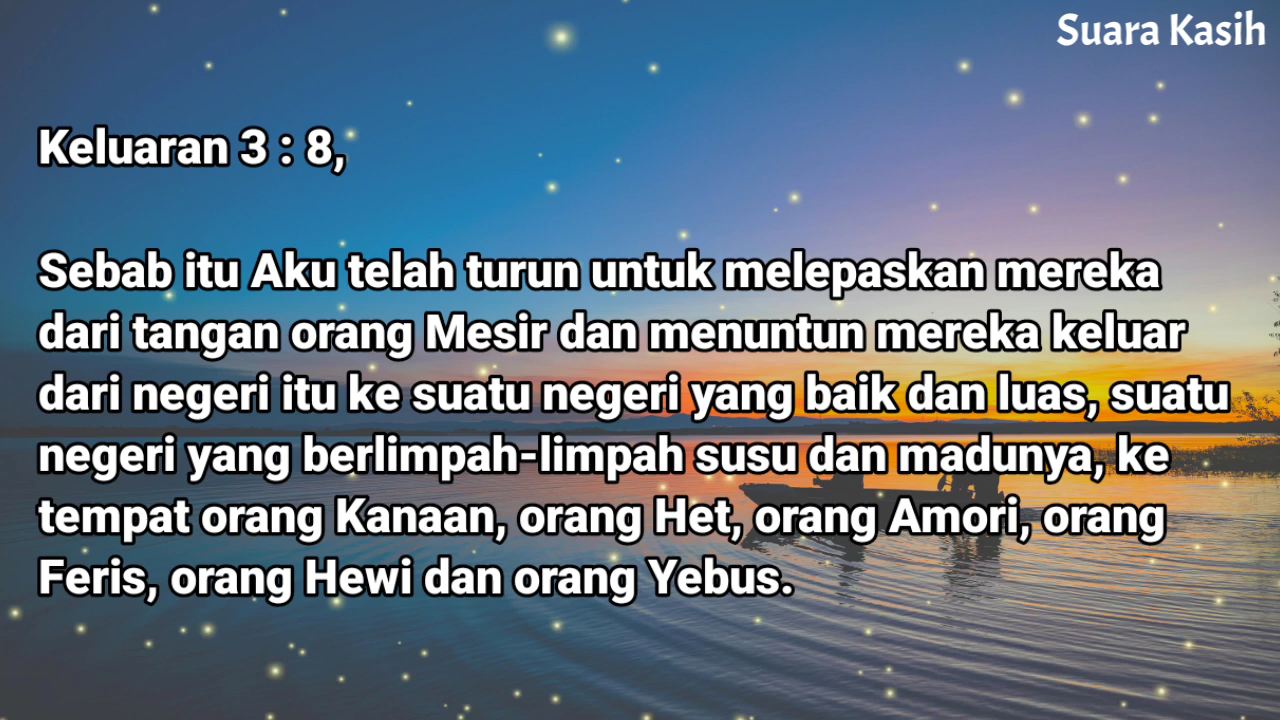 Suara Kasih
Keluaran 3 : 8,
Sebab itu Aku telah turun untuk melepaskan mereka
dari tangan orang Mesir dan menuntun mereka keluar
dari negeri itu ke suatu negeri yang baik dan luas, suatu
negeri yang berlimpah-limpah susu dan madunya, ke
tempat orang Kanaan, orang Het, orang Amori, orang
Feris, orang Hewi dan orang Yebus.